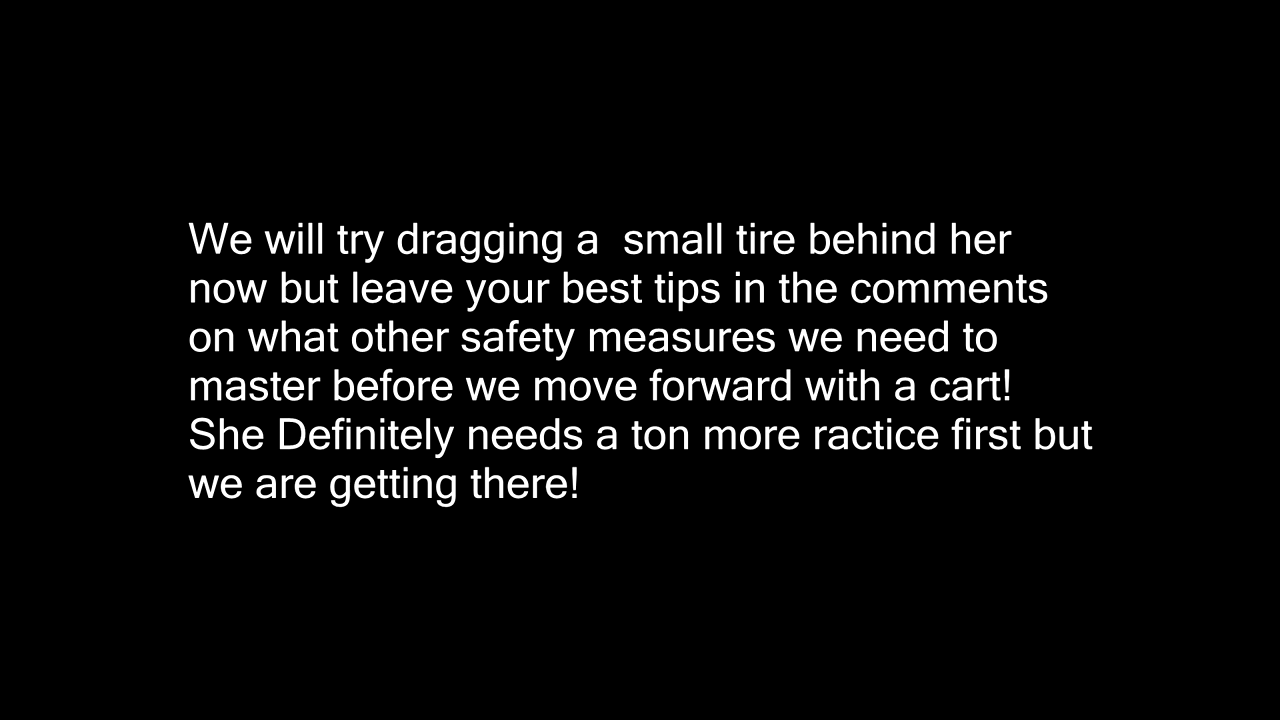 We will try dragging a  small tire behind her
now but leave your best tips in the comments
on what other safety measures we need to
master before we move forward with a cart!
She Definitely needs a ton more ractice first but
we are getting there!